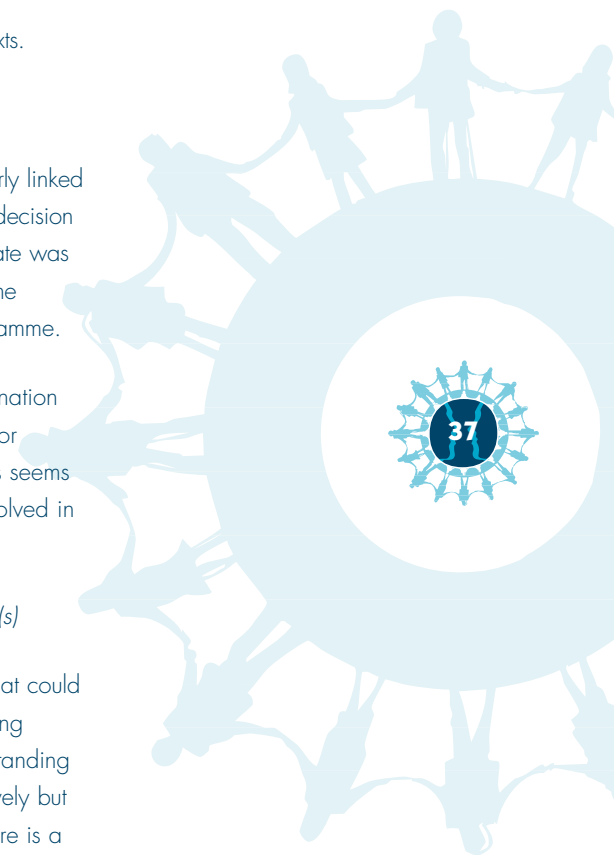 xts.
rly linked
decision
ate was
ne
amme.
nation
or
s seems
olved in
(s)
at could
ng
tanding
vely but
re is a
37